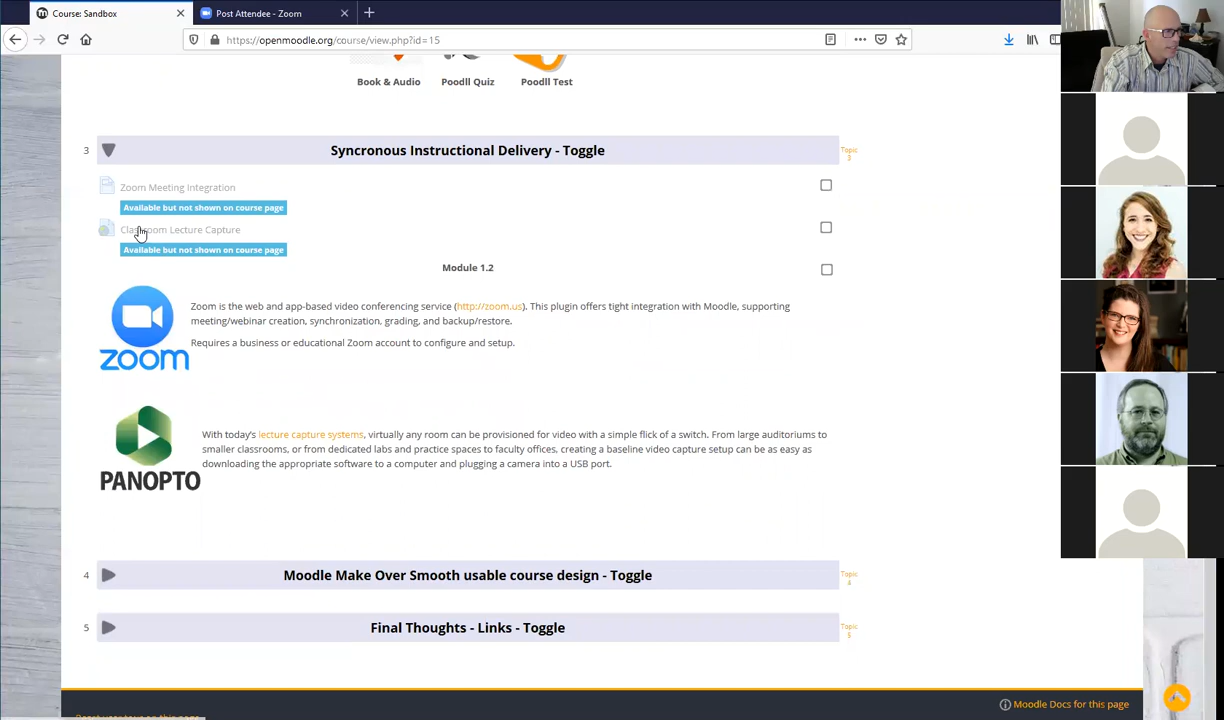 Course: Sandbox
Post Attendee - Zoom
https://openmoodle.org/course/view.php?id=15
Book & Audio
Poodll Quiz
Poodll Test
3
Syncronous Instructional Delivery - Toggle
Topic
3
Zoom Meeting Integration
Available but not shown on course page
Classroom Lecture Capture
Available but not shown on course page
Module 1.2
zoom
Zoom is the web and app-based video conferencing service (http://zoom.us). This plugin offers tight integration with Moodle, supporting
meeting/webinar creation, synchronization, grading, and backup/restore.
Requires a business or educational Zoom account to configure and setup.
PANOPTO
With today's lecture capture systems, virtually any room can be provisioned for video with a simple flick of a switch. From large auditoriums to
smaller classrooms, or from dedicated labs and practice spaces to faculty offices, creating a baseline video capture setup can be as easy as
downloading the appropriate software to a computer and plugging a camera into a USB port.
4
Moodle Make Over Smooth usable course design - Toggle
Topic
4
5
Final Thoughts - Links - Toggle
Topic
5
Moodle Docs for this page
Reset user tour on this page